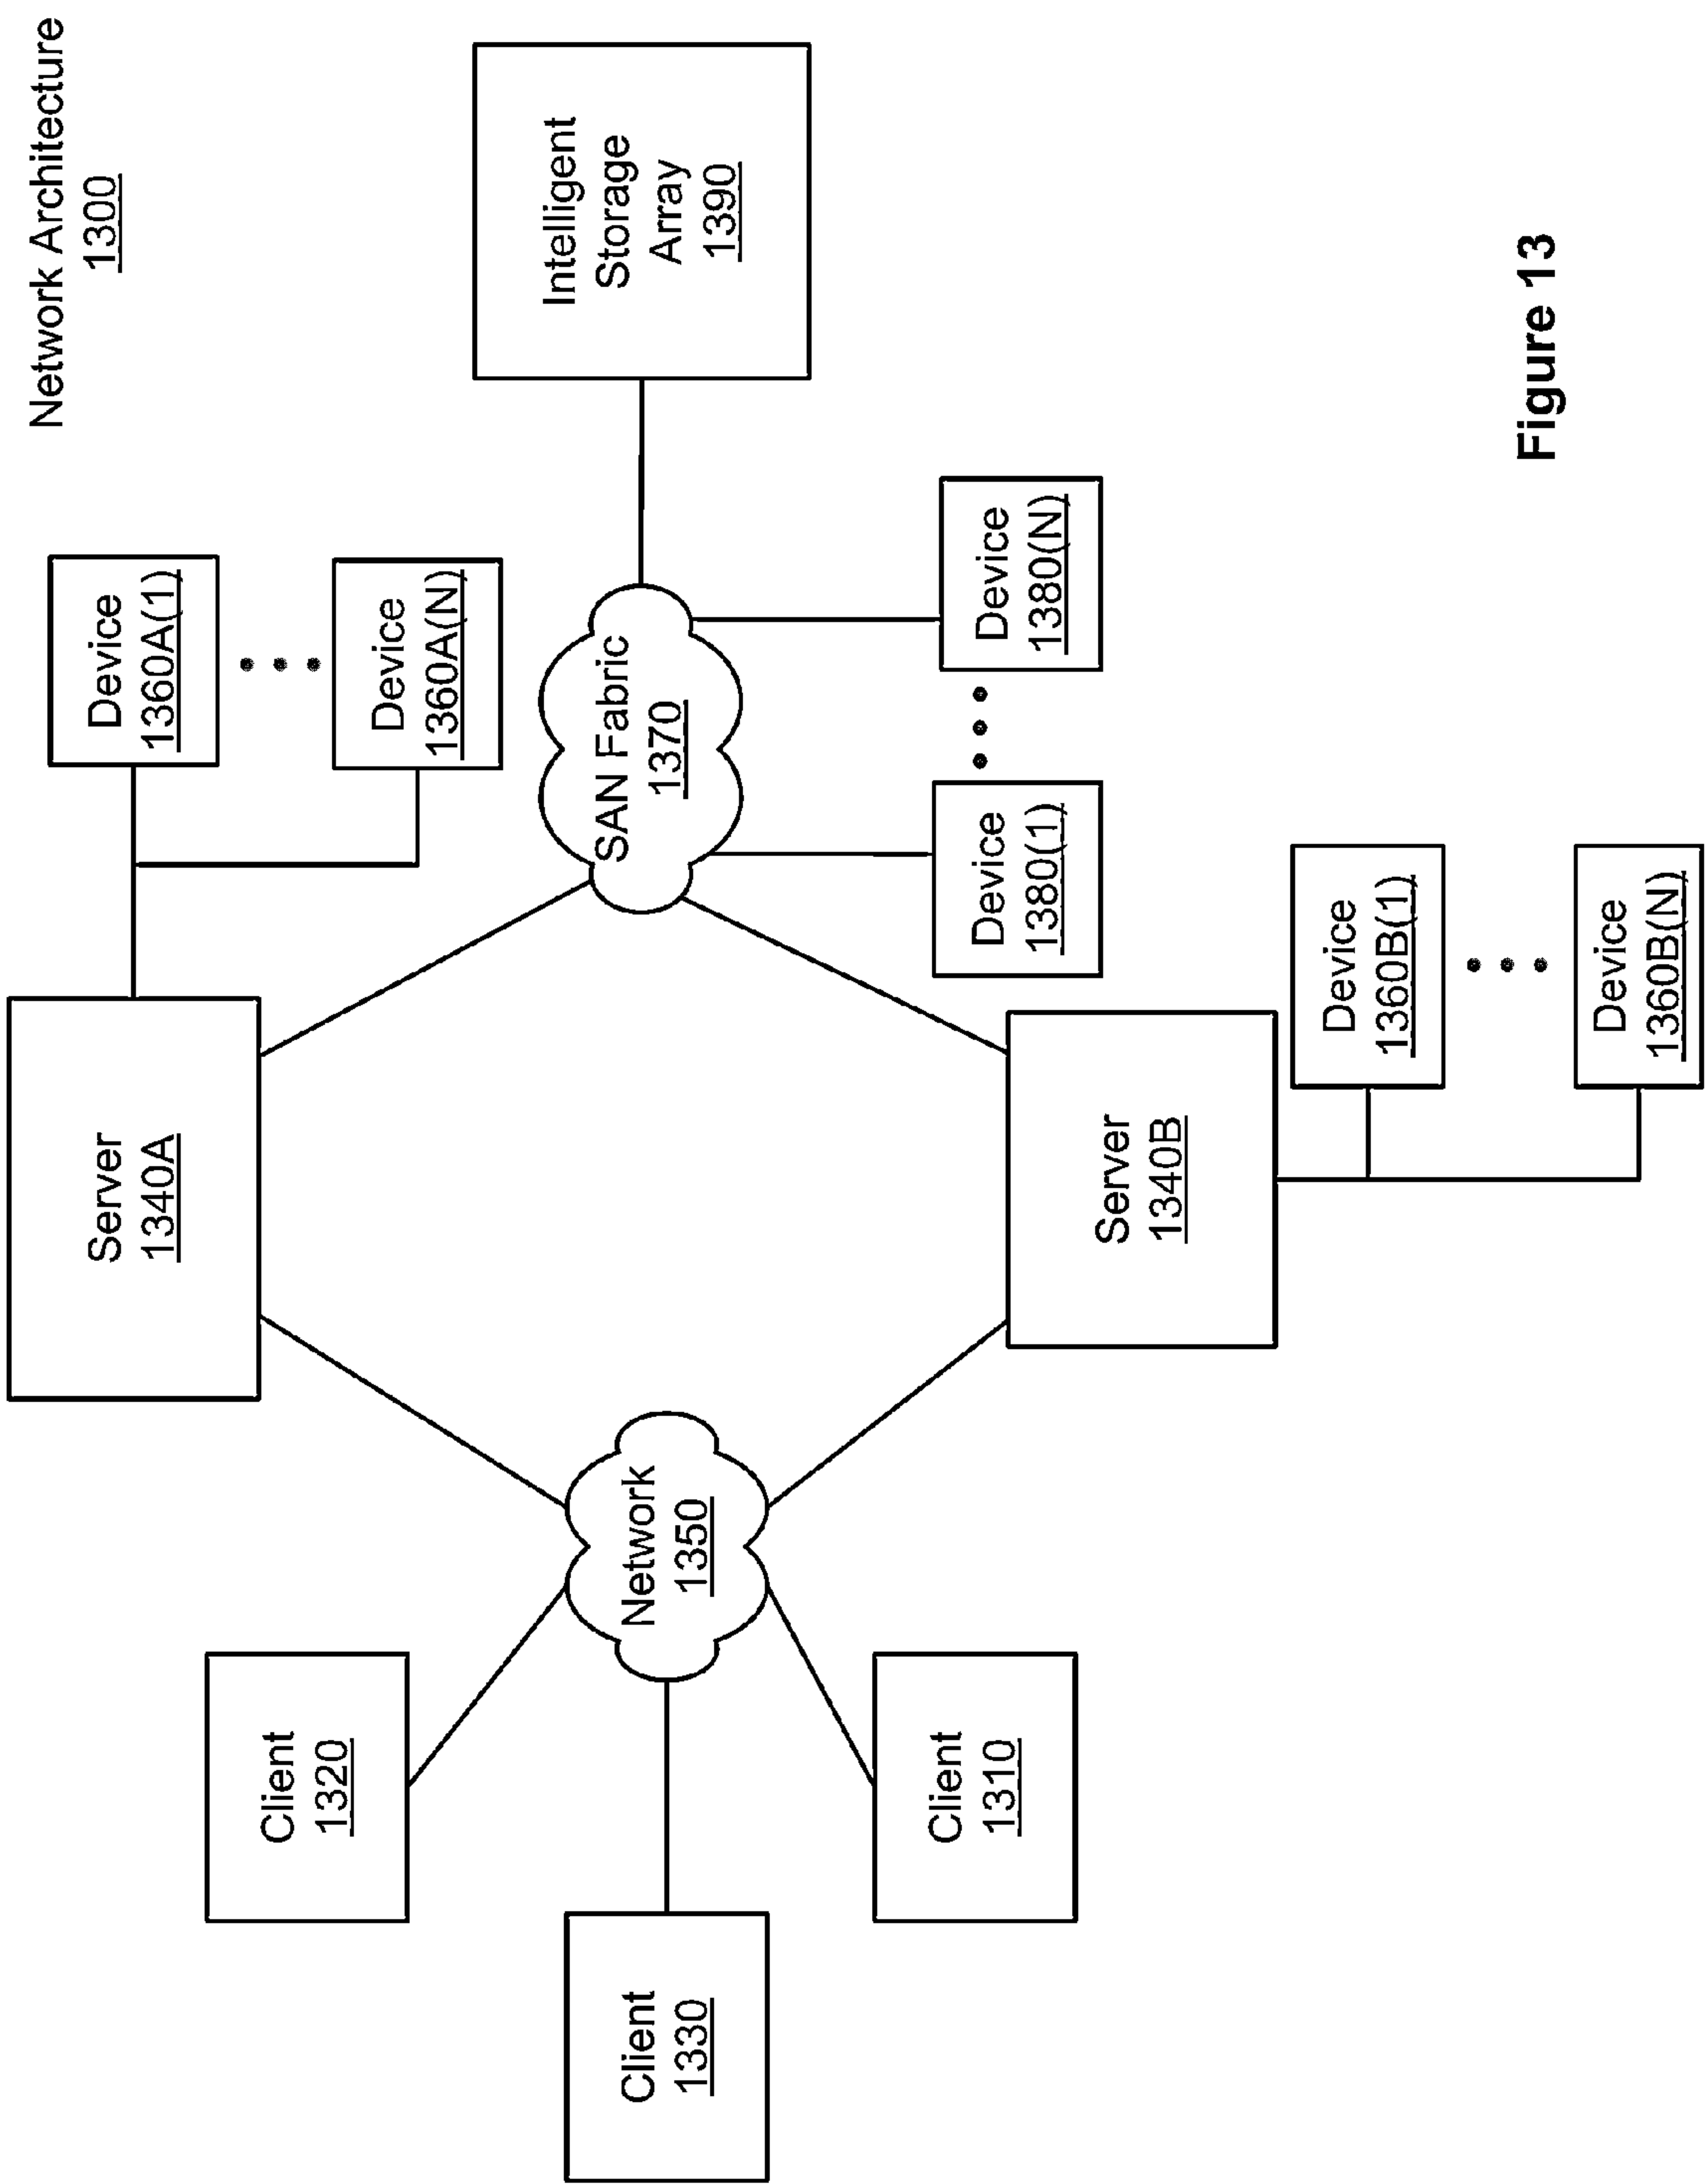 Network Architecture
1300
Device
1360A(1)
Device
1360A(N)
Server
1340A
Intelligent
Storage
Array
1390
SAN Fabric
1370
Client
1320
Network
1350
Client
1330
Device
1380(1)
Device
1380(N)
Client
1310
Server
1340B
Device
1360B(1)
Device
1360B(N)
Figure 13